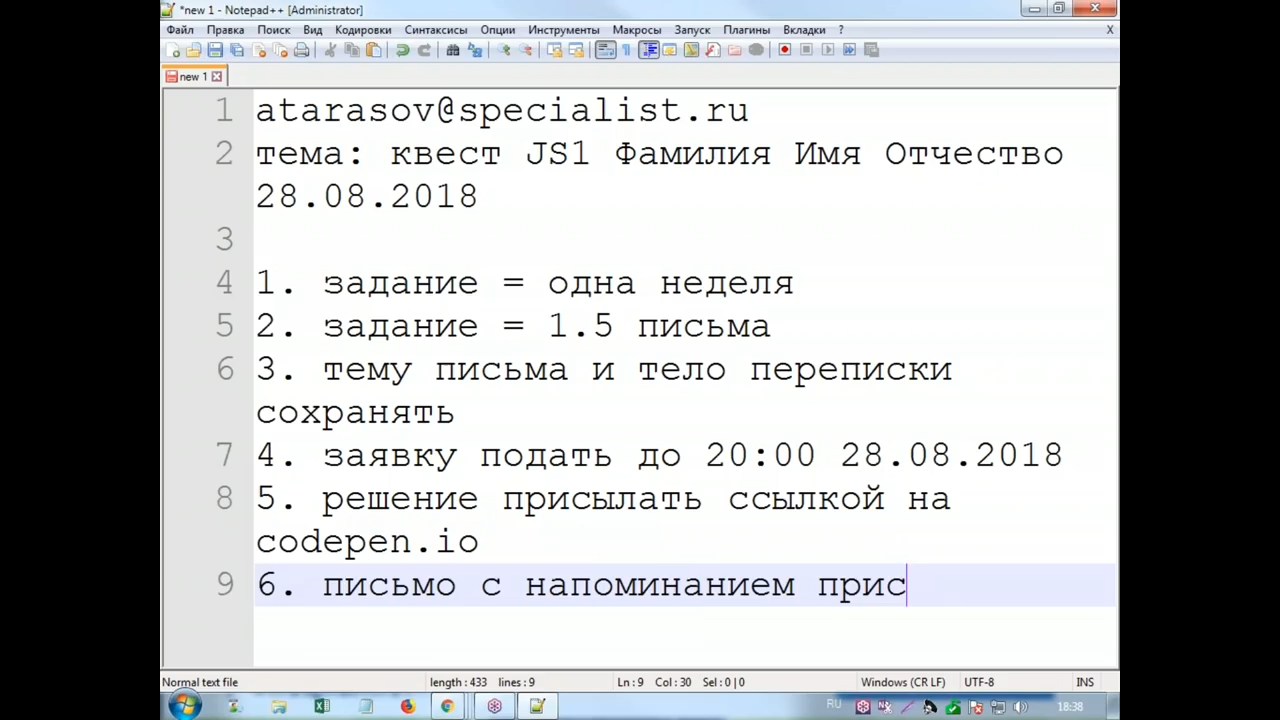 *new 1 - Notepad++ [Administrator]
Файл Правка Поиск Вид Кодировки Синтаксисы Опции Инструменты Макросы Запуск Плагины Вкладки ? X
new 1
1 atarasov@specialist.ru
2 тема: квест JS1 Фамилия Имя Отчество
28.08.2018
3
4 1. задание = одна неделя
5 2. задание = 1.5 письма
6 3. тему письма и тело переписки
сохранять
7 4. заявку подать до 20:00 28.08.2018
8 5. решение присылать ссылкой на
codepen.io
9 6. письмо с напоминанием прис
Normal text file length : 433 lines : 9 Ln : 9 Col : 30 Sel : 0 | 0 Windows (CR LF) UTF-8 INS
RU 18:38